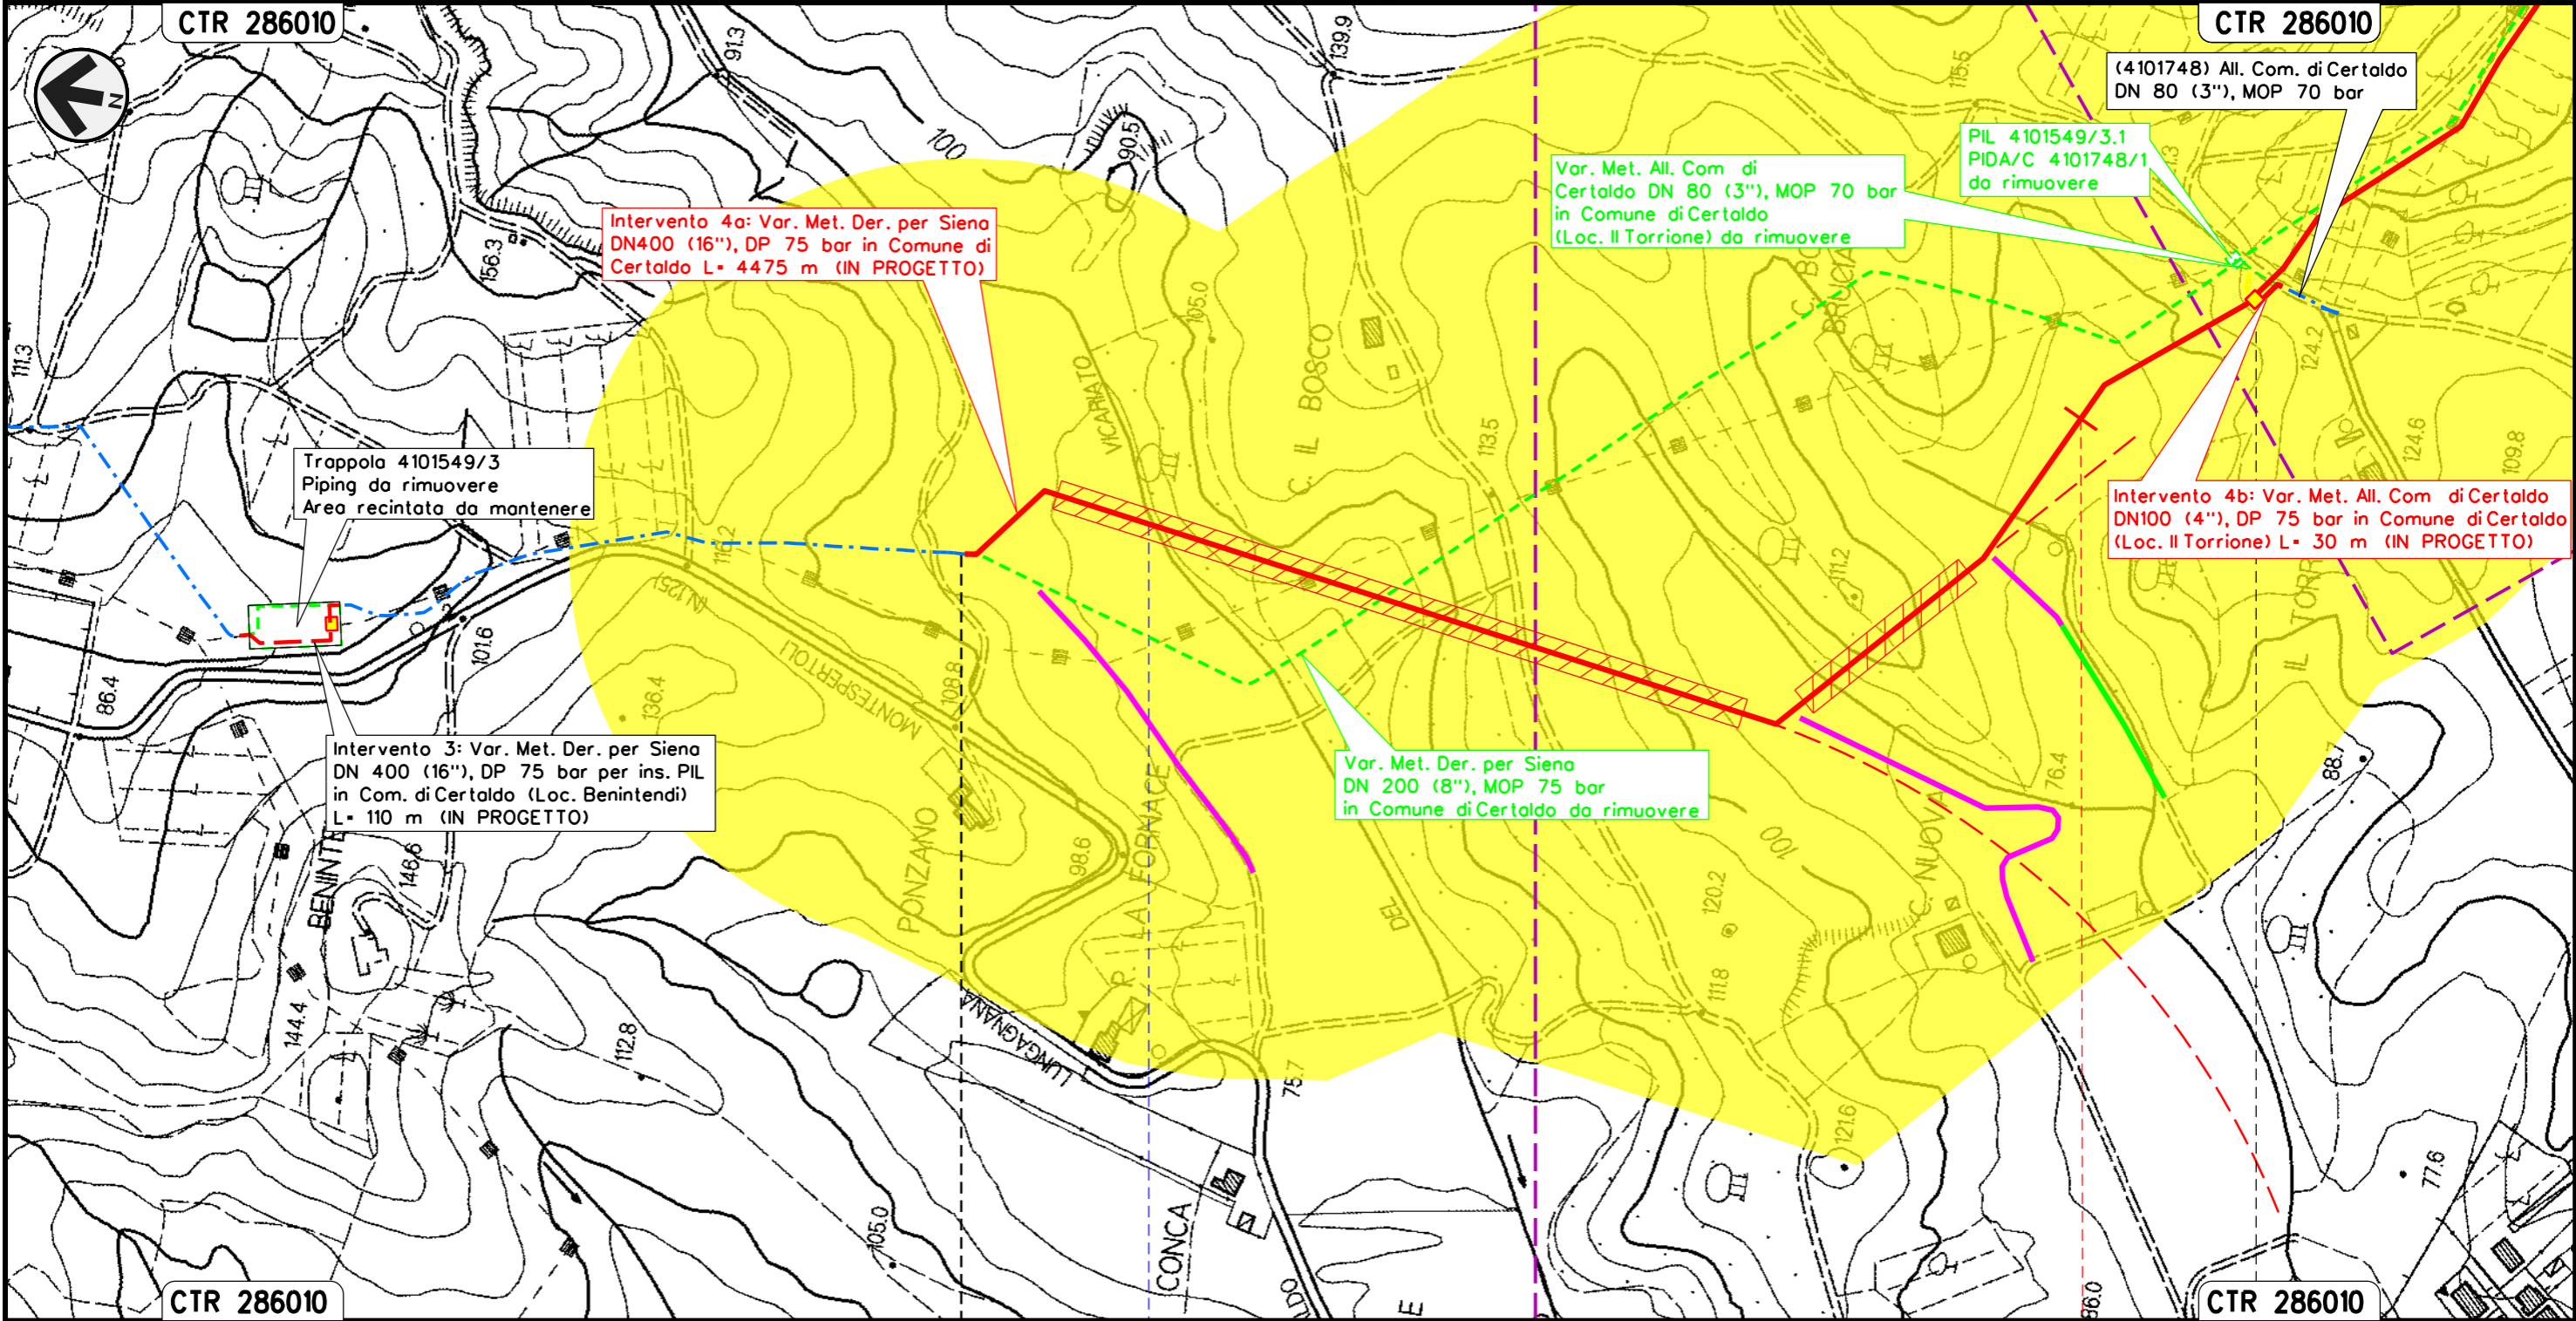 CTR 286010
CTR 286010
N
(4101748) All. Com. di Certaldo
DN 80 (3"), MOP 70 bar
PIL 4101549/3.1
PIDA/C 4101748/1
da rimuovere
Var. Met. All. Com di
Certaldo DN 80 (3"), MOP 70 bar
in Comune di Certaldo
(Loc. Il Torrione) da rimuovere
Intervento 4a: Var. Met. Der. per Siena
DN400 (16"), DP 75 bar in Comune di
Certaldo L= 4475 m (IN PROGETTO)
Trappola 4101549/3
Piping da rimuovere
Area recintata da mantenere
Intervento 4b: Var. Met. All. Com di Certaldo
DN100 (4"), DP 75 bar in Comune di Certaldo
(Loc. Il Torrione) L= 30 m (IN PROGETTO)
Intervento 3: Var. Met. Der. per Siena
DN 400 (16"), DP 75 bar per ins. PIL
in Com. di Certaldo (Loc. Benintendi)
L= 110 m (IN PROGETTO)
Var. Met. Der. per Siena
DN 200 (8"), MOP 75 bar
in Comune di Certaldo da rimuovere
91.3
139.9
115.5
100
90.5
156.3
105.0
111.3
VICARIATO
C. IL BOSCO
BRUCIA
124.2
124.6
109.8
113.5
116.2
111.2
101.6
86.4
136.4
108.8
MONTESPERTOLI
(N.125)
IL
76.4
88.7
100
PONZANO
LA FORNACE
P.
98.6
DEL
C. NUOVA
120.2
111.8
121.6
146.6
144.4
112.8
LUNGAGNANA
75.7
105.0
CONCA
E
77.6
CTR 286010
CTR 286010